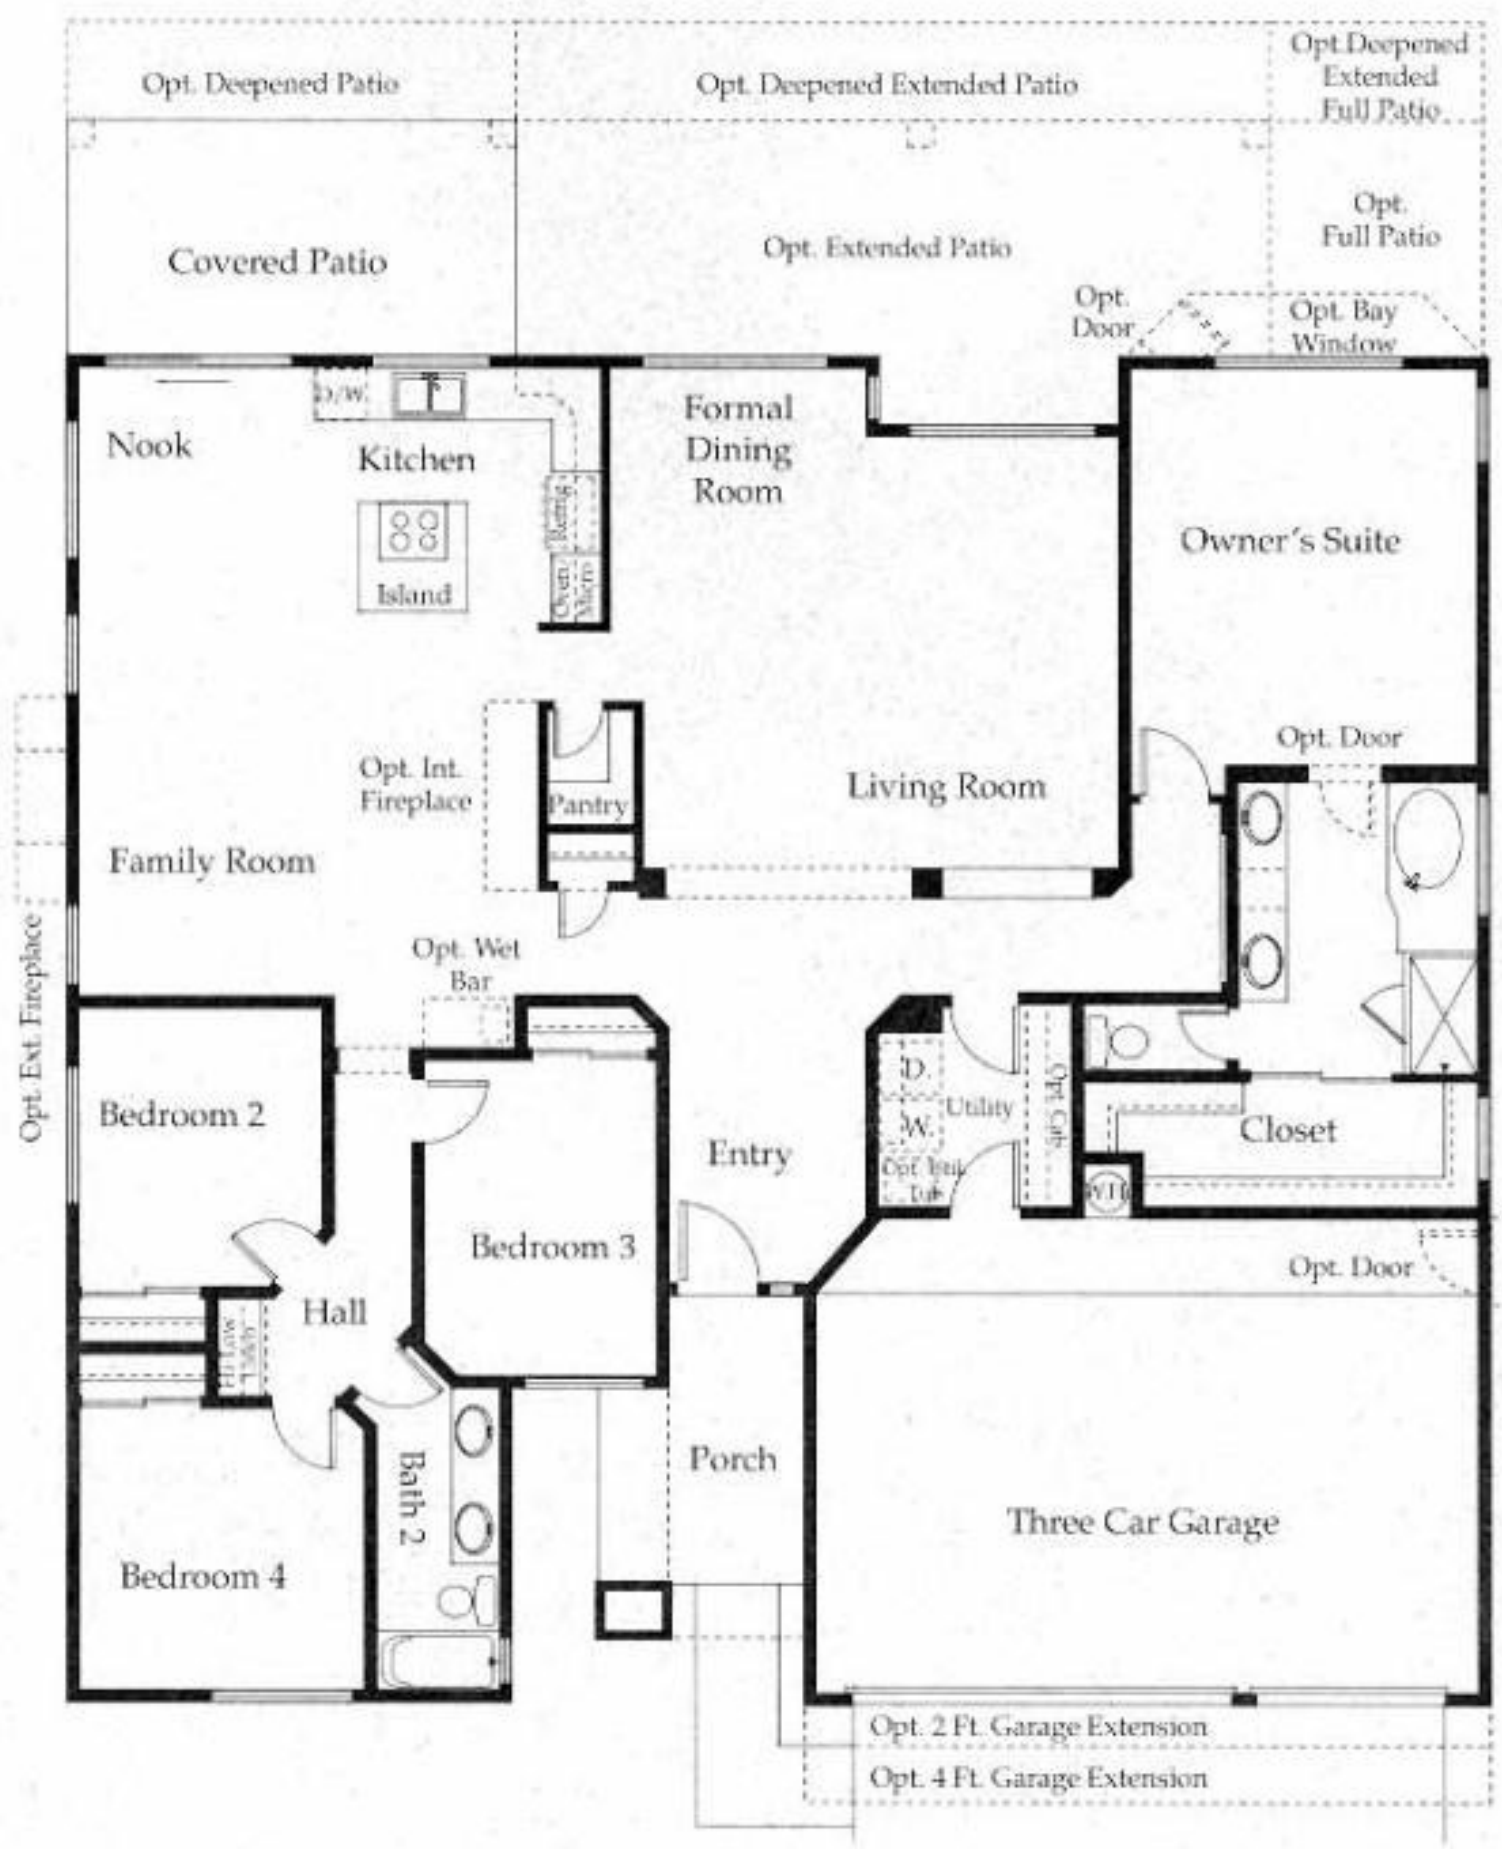 Opt. Deepened Patio
Opt. Deepened Extended Patio
Opt.Deepened
Extended
Full Patio
Covered Patio
Opt. Extended Patio
Opt.
Full Patio
Opt.
Door
Opt. Bay
Window
D/W
Nook
Kitchen
Formal
Dining
Room
Refrig
Oven/
Micro
Island
Owner's Suite
Opt. Int.
Fireplace
Pantry
Living Room
Opt. Door
Family Room
Opt. Ext. Fireplace
Opt. Wet
Bar
Bedroom 2
D.
W.
Utility
Opt. Cab.
Opt. Util.
Tub
Closet
W.H.
Entry
Bedroom 3
Hall
Opt. Door
Bath 2
Porch
Three Car Garage
Bedroom 4
Opt. 2 Ft. Garage Extension
Opt. 4 Ft. Garage Extension